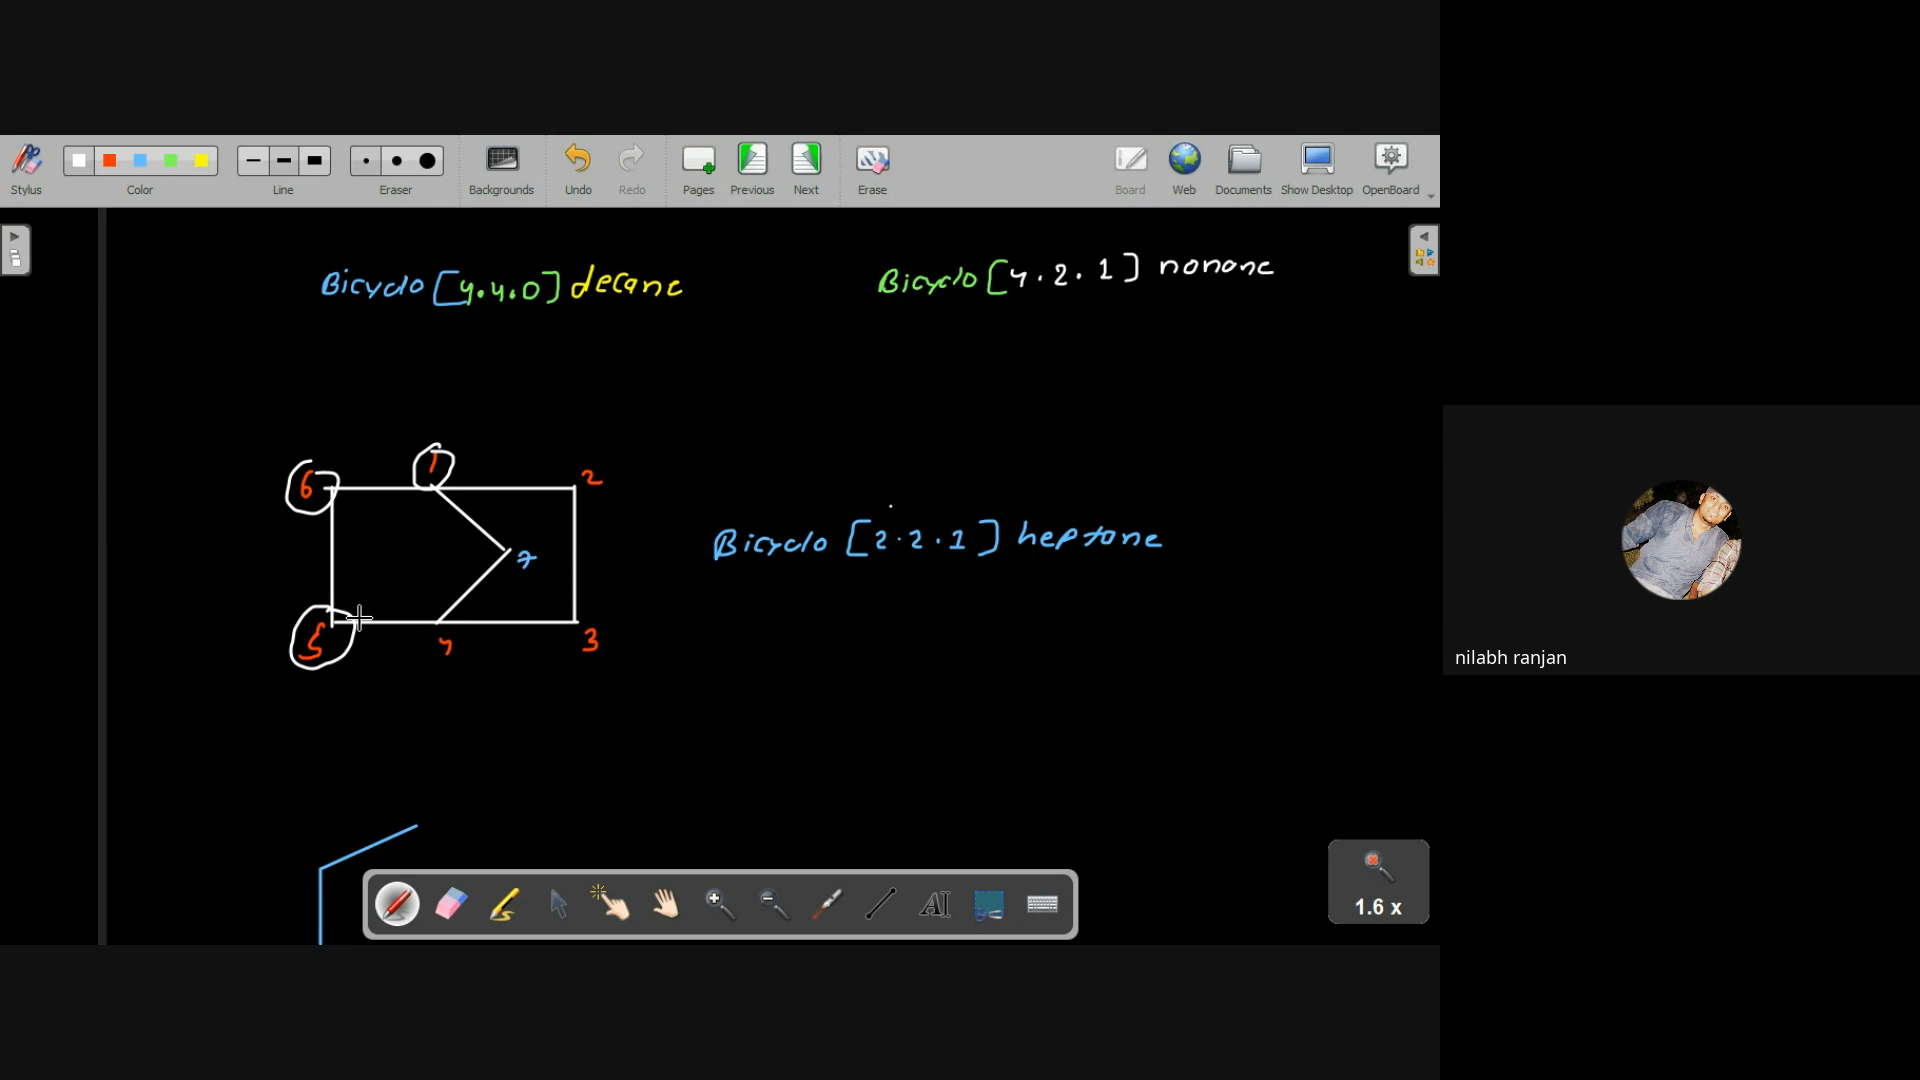 Stylus Color Line Eraser Backgrounds Undo Redo Pages Previous Next Erase Board Web Documents Show Desktop OpenBoard
Bicyclo [4.4.0] decane
Bicyclo [4.2.1] nonane
6 1 2
7
5 4 3
Bicyclo [2.2.1] heptane
AI
1.6 x
nilabh ranjan